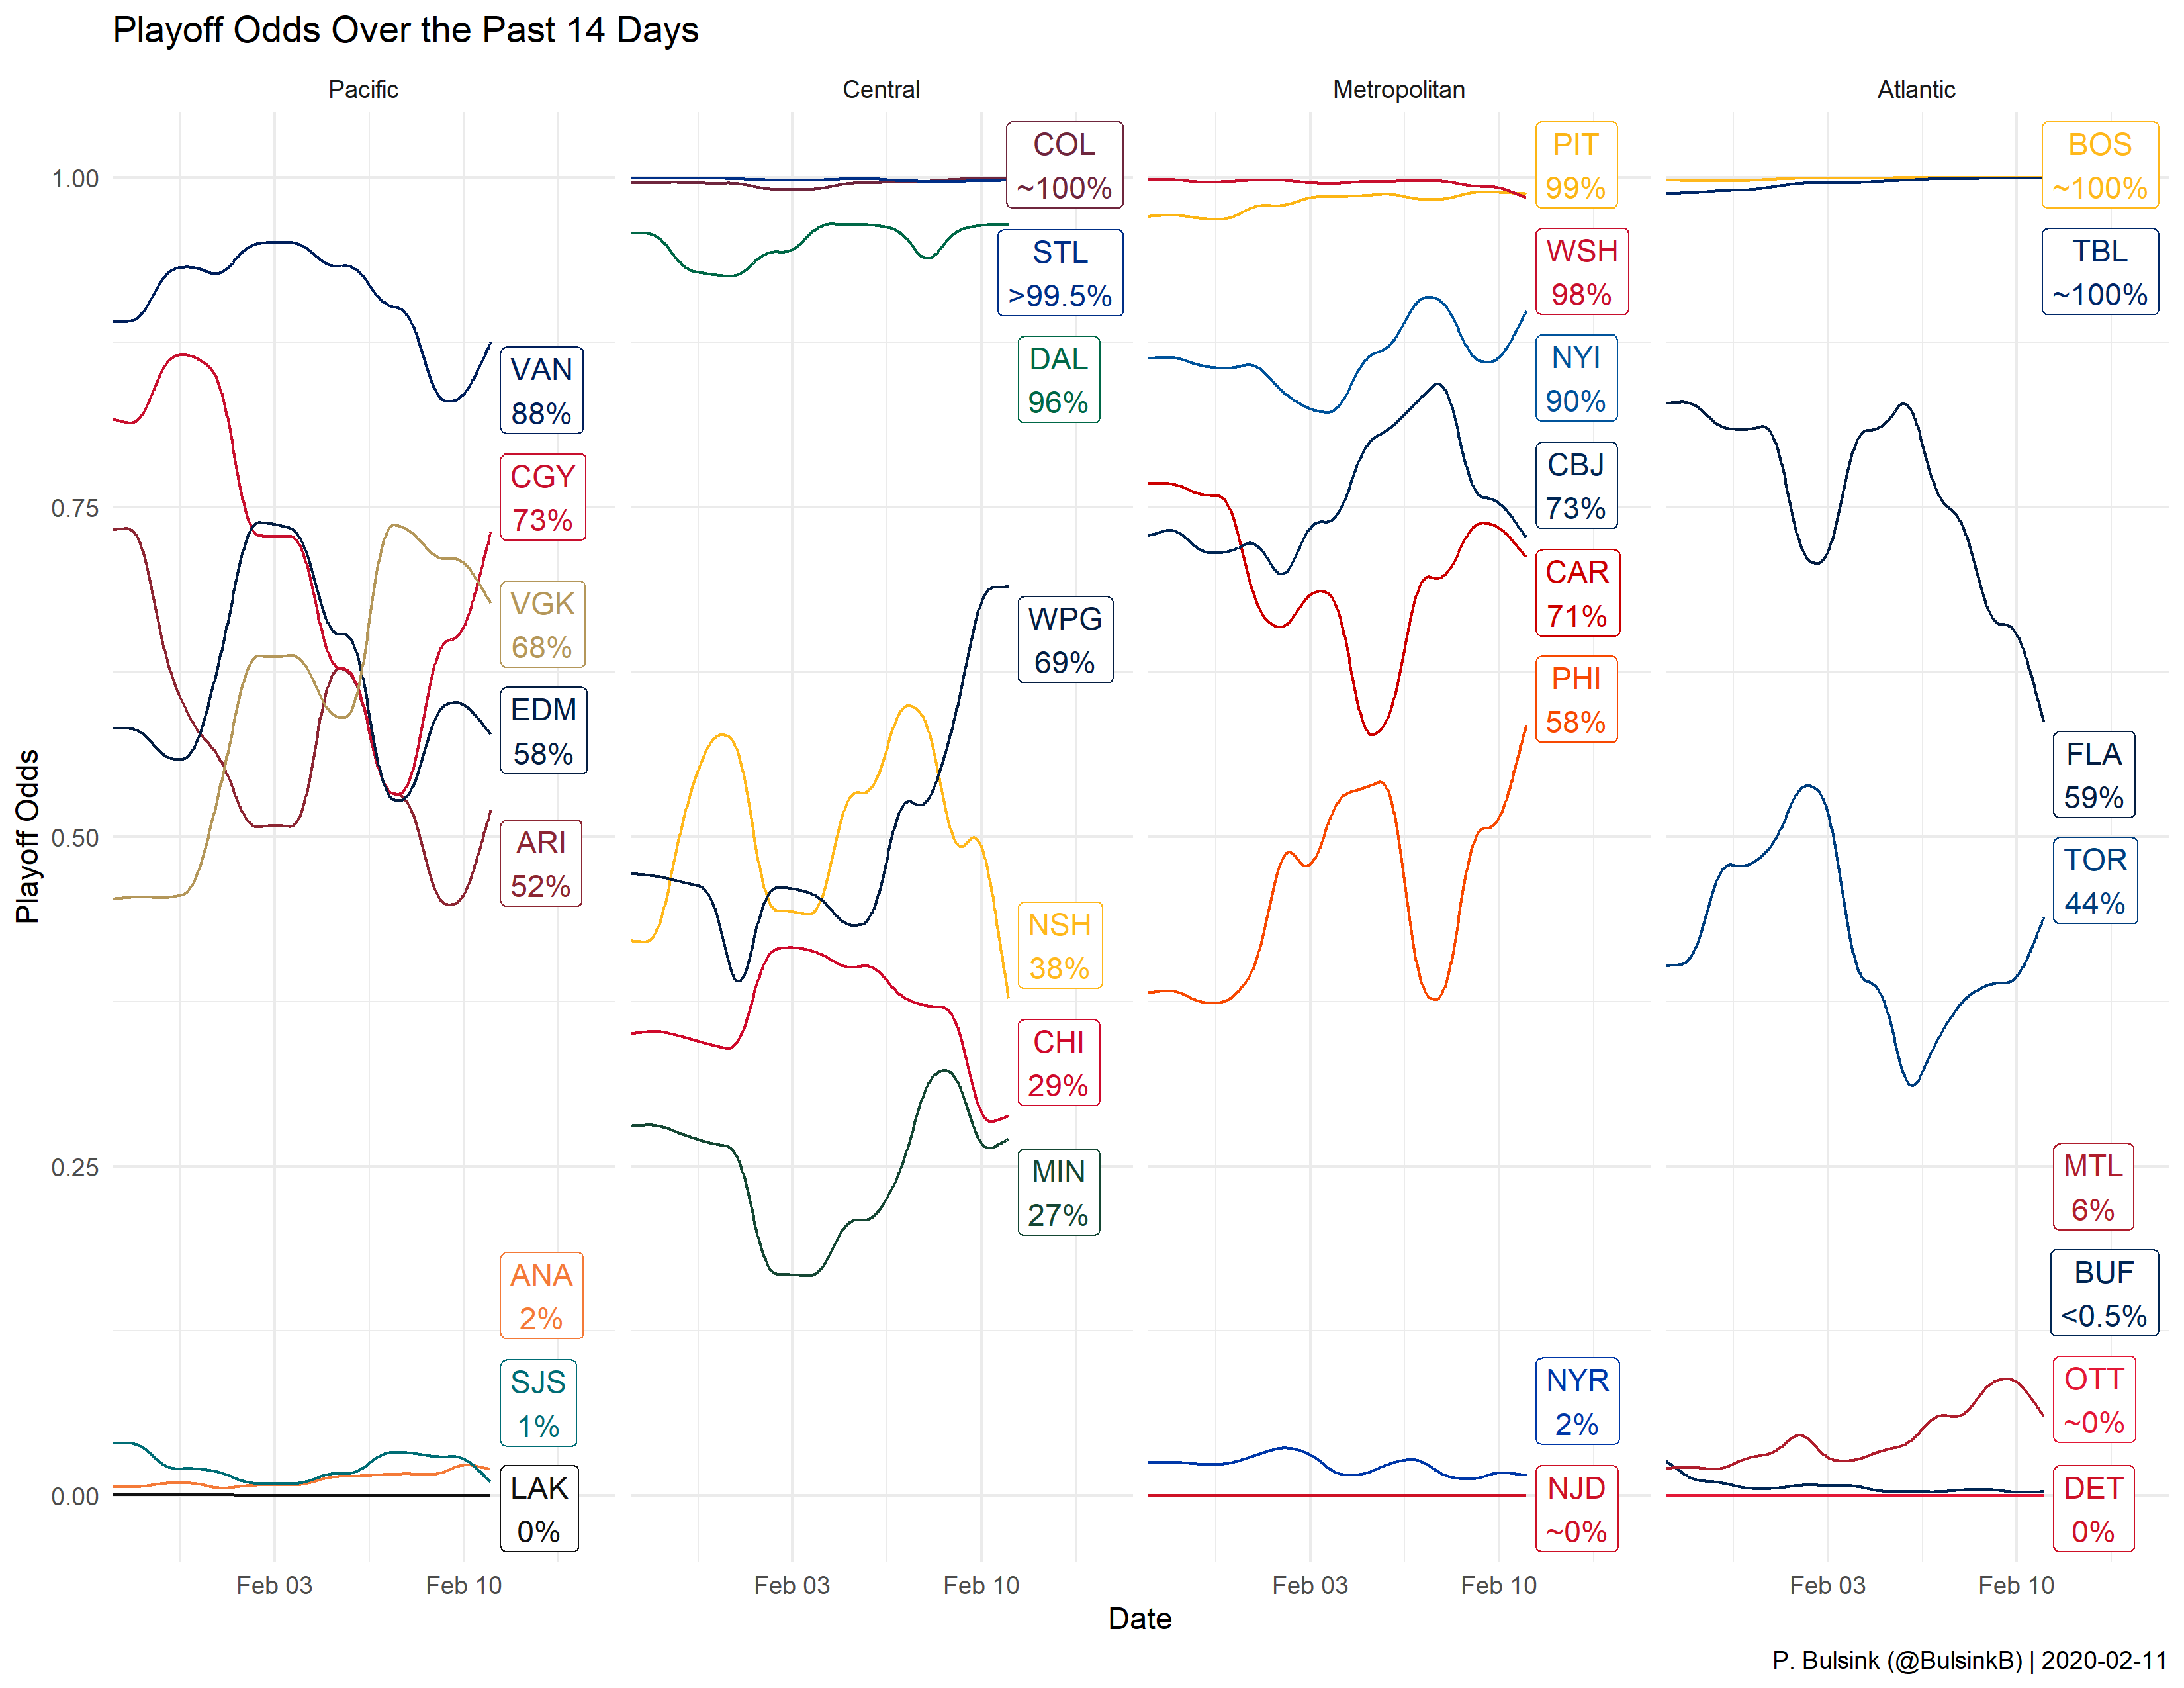 Playoff Odds Over the Past 14 Days
Pacific
Central
Metropolitan
Atlantic
Playoff Odds
1.00
0.75
0.50
0.25
0.00
VAN
88%
CGY
73%
VGK
68%
EDM
58%
ARI
52%
ANA
2%
SJS
1%
LAK
0%
COL
~100%
STL
>99.5%
DAL
96%
WPG
69%
NSH
38%
CHI
29%
MIN
27%
PIT
99%
WSH
98%
NYI
90%
CBJ
73%
CAR
71%
PHI
58%
NYR
2%
NJD
~0%
BOS
~100%
TBL
~100%
FLA
59%
TOR
44%
MTL
6%
BUF
<0.5%
OTT
~0%
DET
0%
Feb 03
Feb 10
Feb 03
Feb 10
Feb 03
Feb 10
Feb 03
Feb 10
Date
P. Bulsink (@BulsinkB) | 2020-02-11